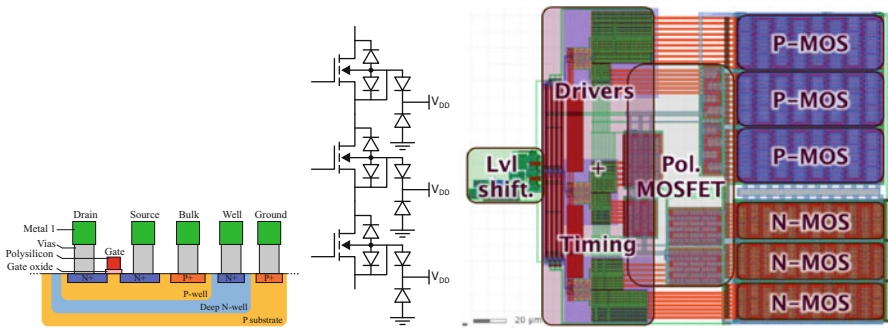 Drain
Source
Bulk
Well
Ground
Metal 1
Vias
Polysilicon
Gate
Gate oxide
N+
N+
P+
N+
P+
P-well
Deep N-well
P substrate
VDD
VDD
VDD
Lvl
shift.
Drivers
+
Timing
Pol.
MOSFET
P-MOS
P-MOS
P-MOS
N-MOS
N-MOS
N-MOS
20 µm